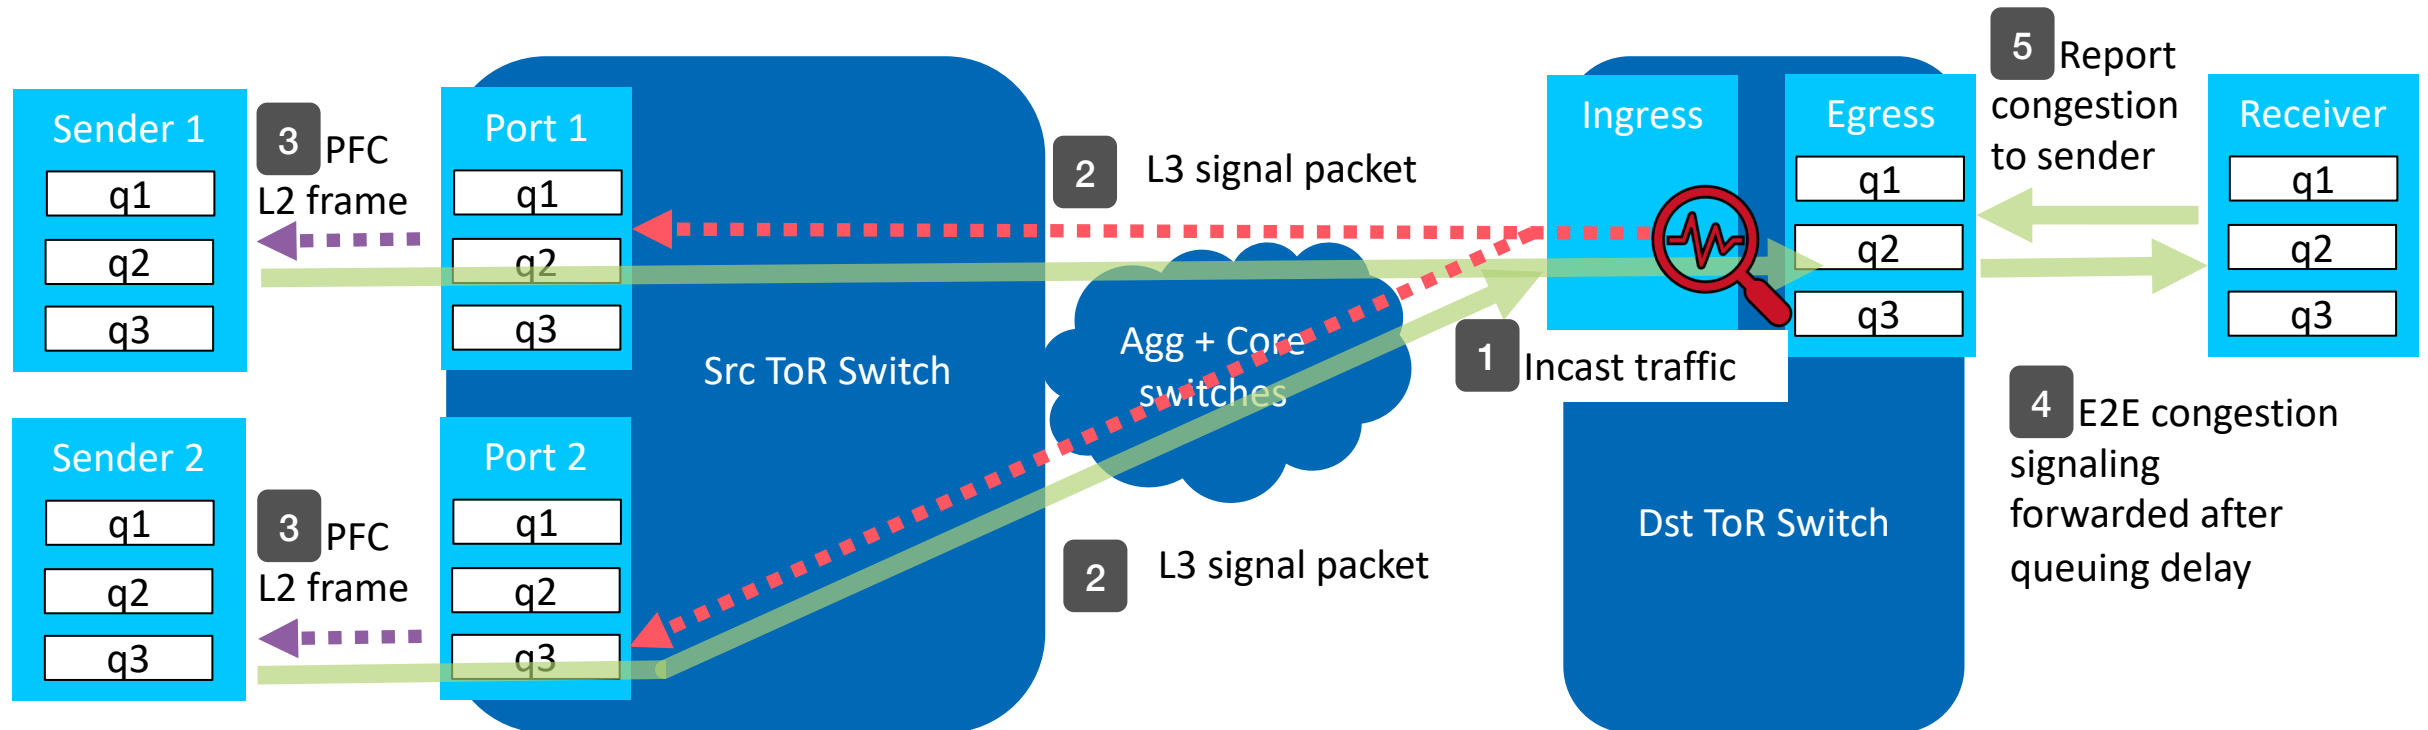 Sender 1
q1
q2
q3
3 PFC
L2 frame
Port 1
q1
q2
q3
Sender 2
q1
q2
q3
3 PFC
L2 frame
Port 2
q1
q2
q3
Src ToR Switch
2 L3 signal packet
Agg + Core
switches
2 L3 signal packet
1 Incast traffic
Ingress
Egress
q1
q2
q3
Dst ToR Switch
5 Report
congestion
to sender
Receiver
q1
q2
q3
4 E2E congestion
signaling
forwarded after
queuing delay